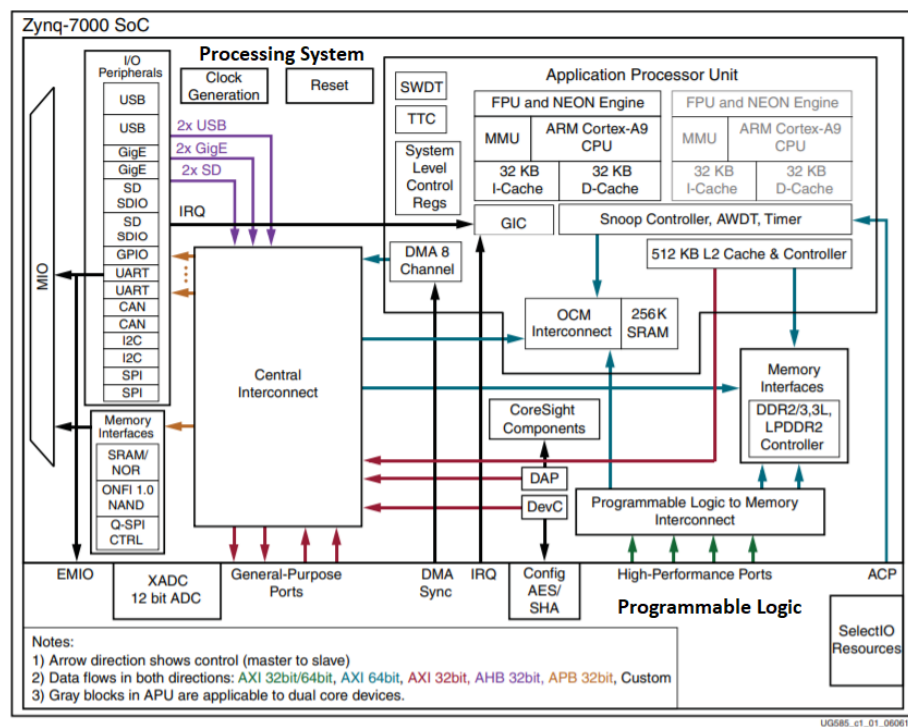 Zynq-7000 SoC
Processing System
I/O
Peripherals
USB
USB
GigE
GigE
SD
SDIO
SD
SDIO
GPIO
UART
UART
CAN
CAN
I2C
I2C
SPI
SPI
MIO
Memory
Interfaces
SRAM/
NOR
ONFI 1.0
NAND
Q-SPI
CTRL
Clock
Generation
Reset
2x USB
2x GigE
2x SD
IRQ
Central
Interconnect
Application Processor Unit
SWDT
TTC
System
Level
Control
Regs
FPU and NEON Engine
MMU
ARM Cortex-A9
CPU
32 KB
I-Cache
32 KB
D-Cache
FPU and NEON Engine
MMU
ARM Cortex-A9
CPU
32 KB
I-Cache
32 KB
D-Cache
GIC
Snoop Controller, AWDT, Timer
DMA 8
Channel
512 KB L2 Cache & Controller
OCM
Interconnect
256K
SRAM
Memory
Interfaces
DDR2/3,3L,
LPDDR2
Controller
CoreSight
Components
DAP
DevC
Programmable Logic to Memory
Interconnect
EMIO
XADC
12 bit ADC
General-Purpose
Ports
DMA
Sync
IRQ
Config
AES/
SHA
High-Performance Ports
ACP
Programmable Logic
SelectIO
Resources
Notes:
1) Arrow direction shows control (master to slave)
2) Data flows in both directions: AXI 32bit/64bit, AXI 64bit, AXI 32bit, AHB 32bit, APB 32bit, Custom
3) Gray blocks in APU are applicable to dual core devices.